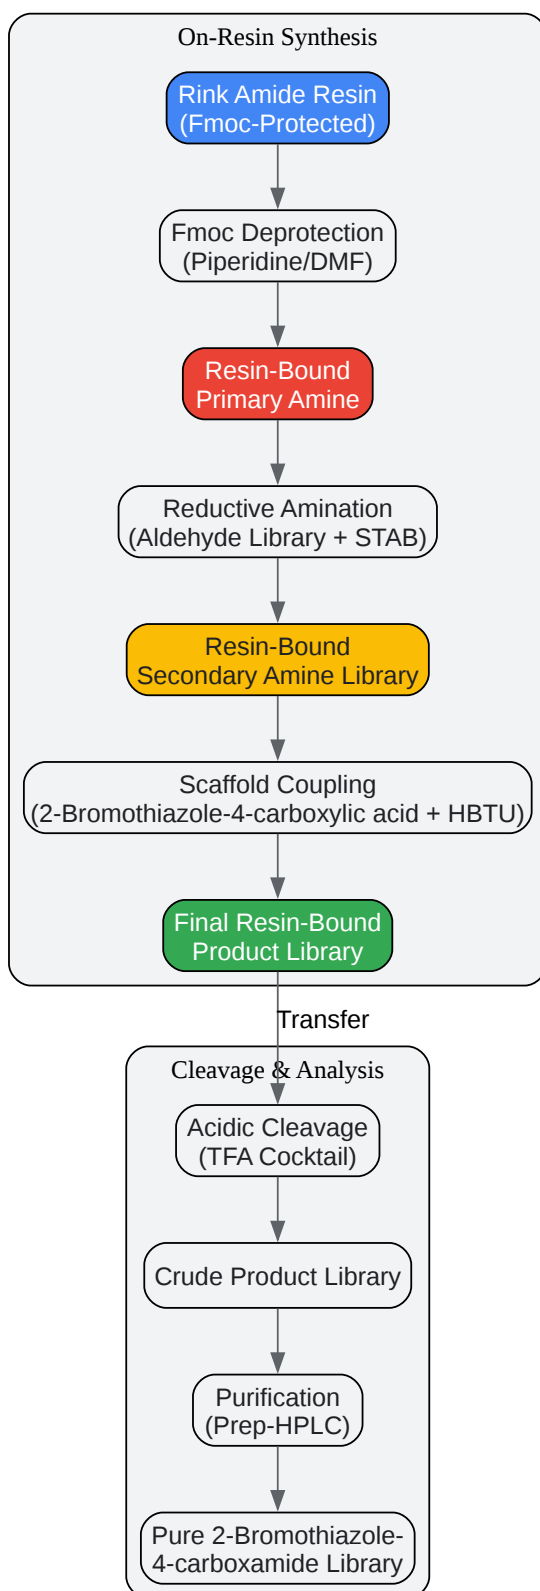 On-Resin Synthesis
Rink Amide Resin
(Fmoc-Protected)
Fmoc Deprotection
(Piperidine/DMF)
Resin-Bound
Primary Amine
Reductive Amination
(Aldehyde Library + STAB)
Resin-Bound
Secondary Amine Library
Scaffold Coupling
(2-Bromothiazole-4-carboxylic acid + HBTU)
Final Resin-Bound
Product Library
Transfer
Cleavage & Analysis
Acidic Cleavage
(TFA Cocktail)
Crude Product Library
Purification
(Prep-HPLC)
Pure 2-Bromothiazole-
4-carboxamide Library